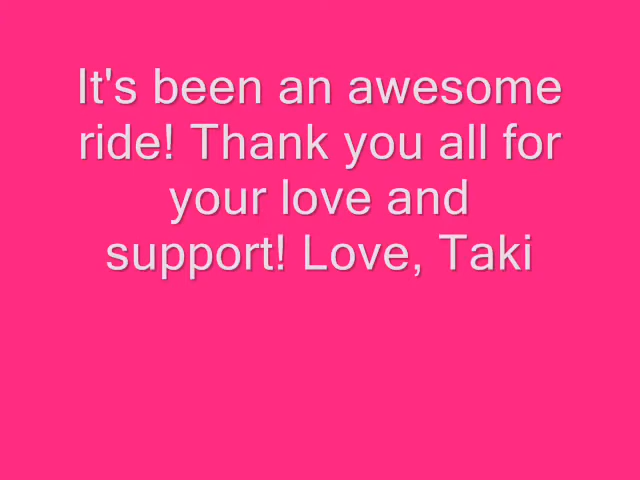 It's been an awesome
ride! Thank you all for
your love and
support! Love, Taki